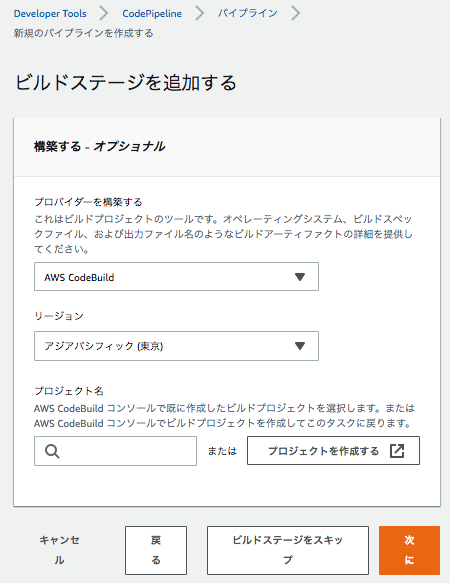 Developer Tools > CodePipeline > パイプライン >
新規のパイプラインを作成する
ビルドステージを追加する
構築する - オプショナル
プロバイダーを構築する
これはビルドプロジェクトのツールです。オペレーティングシステム、ビルドスペッ
クファイル、および出力ファイル名のようなビルドアーティファクトの詳細を提供し
てください。
AWS CodeBuild
リージョン
アジアパシフィック (東京)
プロジェクト名
AWS CodeBuild コンソールで既に作成したビルドプロジェクトを選択します。または
AWS CodeBuild コンソールでビルドプロジェクトを作成してこのタスクに戻ります。
または
プロジェクトを作成する
キャンセ
ル
戻
る
ビルドステージをスキッ
プ
次
に